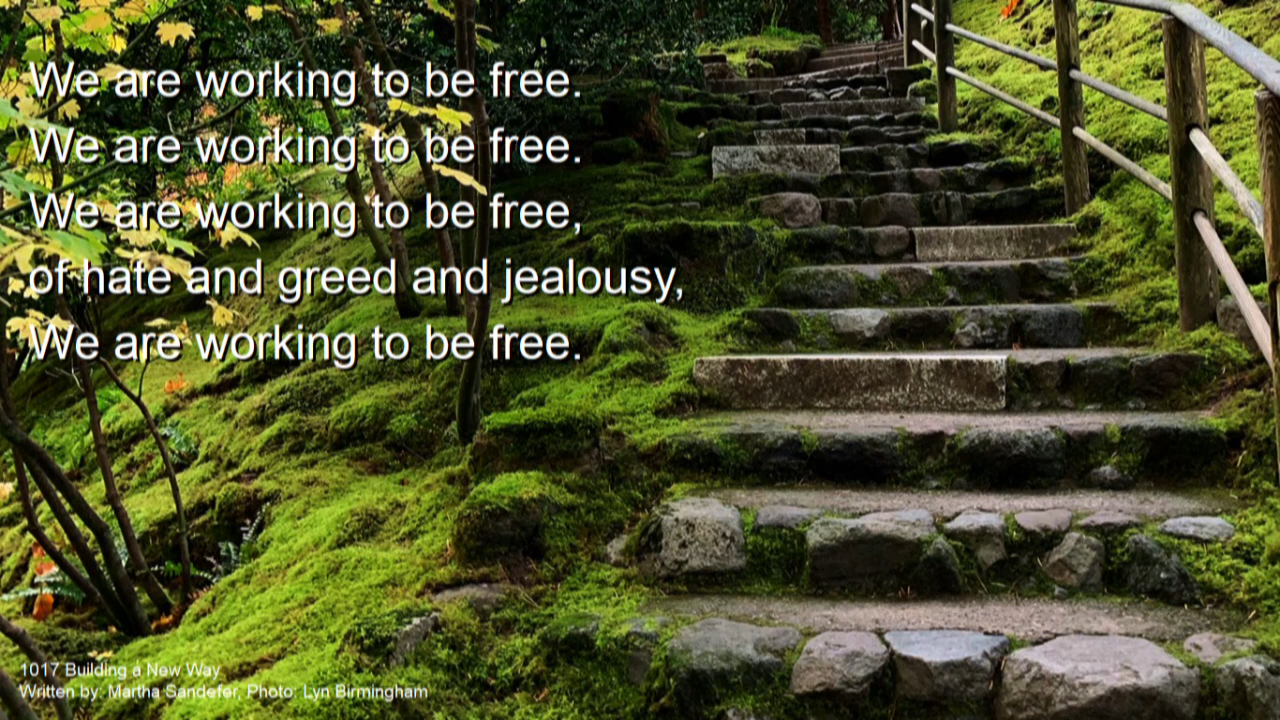 We are working to be free.
We are working to be free.
We are working to be free,
of hate and greed and jealousy,
We are working to be free.
1017 Building a New Way
Written by: Martha Sandefer, Photo: Lyn Birmingham